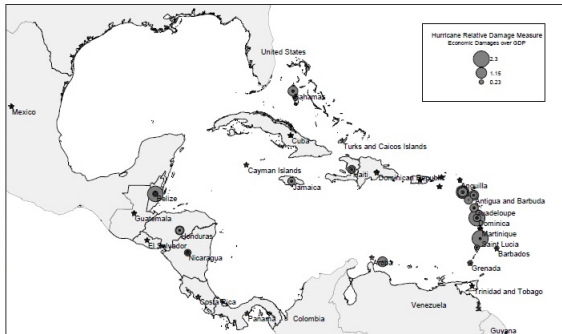 Hurricane Relative Damage Measure
Economic Damages over GDP
2.3
1.15
0.23
United States
Bahamas
Mexico
Cuba
Turks and Caicos Islands
Cayman Islands
Haiti
Dominican Republic
Jamaica
Anguilla
Belize
Antigua and Barbuda
Guatemala
Guadeloupe
Dominica
Honduras
Martinique
El Salvador
Saint Lucia
Barbados
Nicaragua
Aruba
Grenada
Trinidad and Tobago
Costa Rica
Venezuela
Panama
Colombia
Guyana